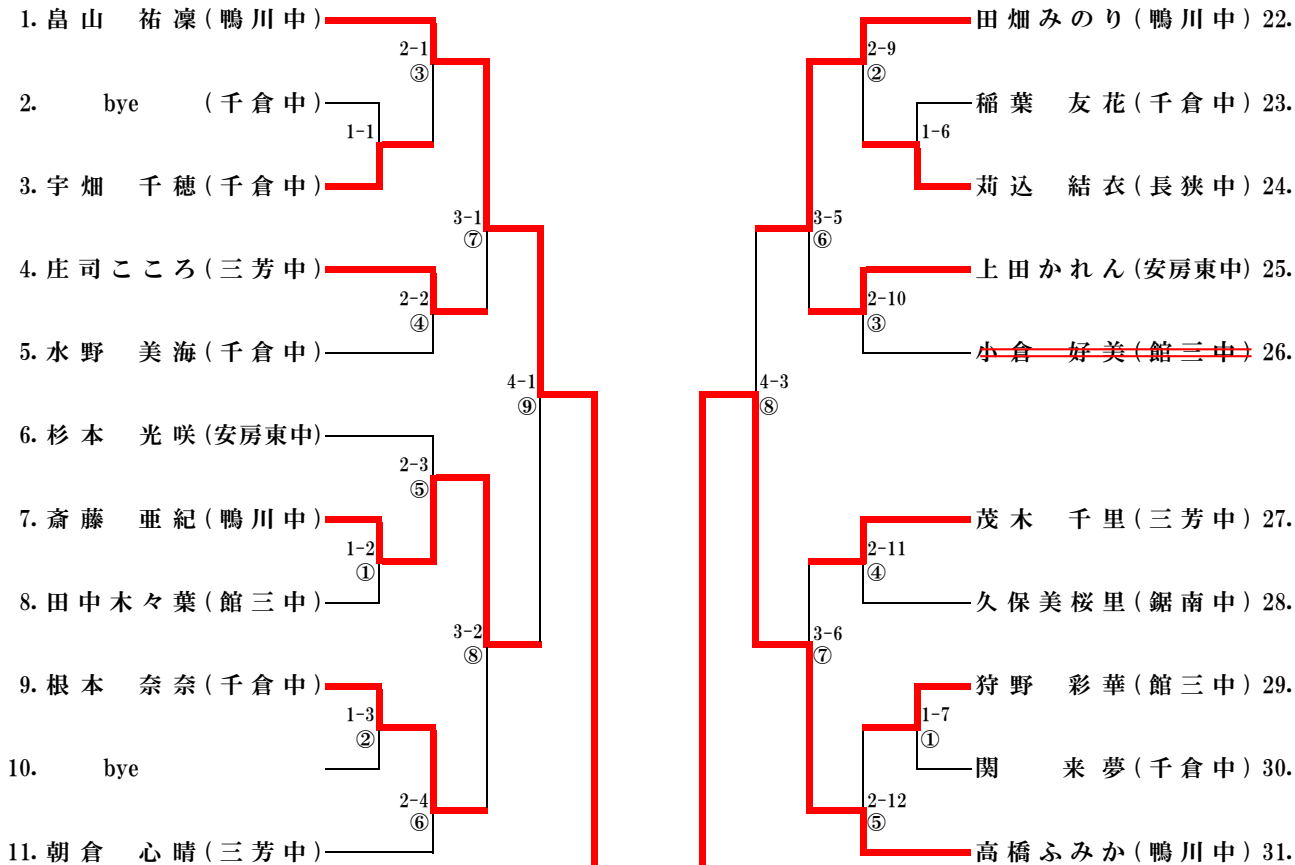 1. 畠山 祐凜 (鴨川中)
2-1
③
2. bye (千倉中)
1-1
3. 宇畑 千穂 (千倉中)
3-1
⑦
4. 庄司こころ (三芳中)
2-2
④
5. 水野 美海 (千倉中)
4-1
⑨
6. 杉本 光咲 (安房東中)
2-3
⑤
7. 斎藤 亜紀 (鴨川中)
1-2
①
8. 田中木々葉 (館三中)
3-2
⑧
9. 根本 奈奈 (千倉中)
1-3
②
10. bye
2-4
⑥
11. 朝倉 心晴 (三芳中)
田畑みのり (鴨川中) 22.
2-9
②
稲葉 友花 (千倉中) 23.
1-6
苅込 結衣 (長狭中) 24.
3-5
⑥
上田かれん (安房東中) 25.
2-10
③
小倉 好美 (館三中) 26.
4-3
⑧
茂木 千里 (三芳中) 27.
2-11
④
久保美桜里 (鋸南中) 28.
3-6
⑦
狩野 彩華 (館三中) 29.
1-7
①
関 来夢 (千倉中) 30.
2-12
⑤
高橋ふみか (鴨川中) 31.